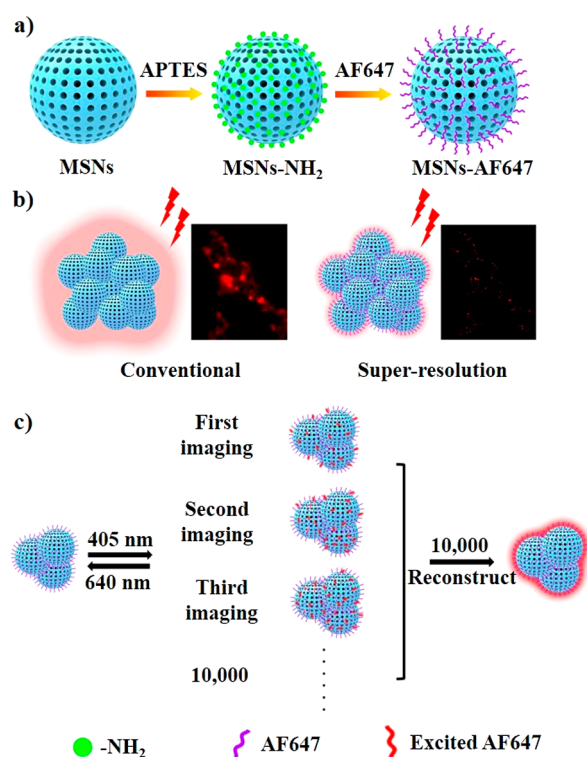 a)
APTES
AF647
MSNs
MSNs-NH₂
MSNs-AF647
b)
Conventional
Super-resolution
c)
First
imaging
Second
imaging
405 nm
640 nm
Third
imaging
10,000
10,000
Reconstruct
-NH₂
AF647
Excited AF647